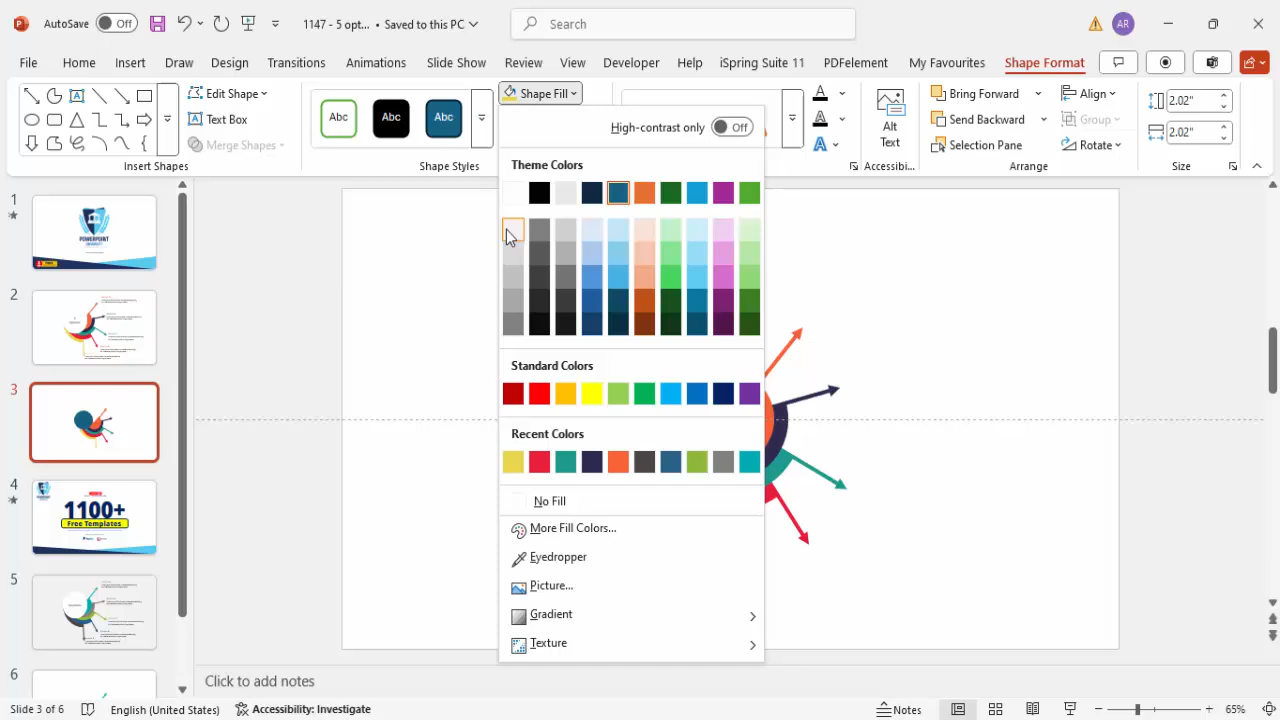 AutoSave Off 1147 - 5 opt... • Saved to this PC Search AR
File Home Insert Draw Design Transitions Animations Slide Show Review View Developer Help iSpring Suite 11 PDFelement My Favourites Shape Format
Edit Shape
Text Box
Merge Shapes
Insert Shapes
Abc Abc Abc
Shape Styles
Shape Fill
Alt Text
Accessibili...
Bring Forward
Send Backward
Selection Pane
Align
Group
Rotate
Arrange
2.02"
2.02"
Size
High-contrast only Off
Theme Colors
Standard Colors
Recent Colors
No Fill
More Fill Colors...
Eyedropper
Picture...
Gradient
Texture
1
POWERPOINT
UNIVERSITY
2
3
4
1100+
Free Templates
5
6
Click to add notes
Slide 3 of 6 English (United States) Accessibility: Investigate Notes 65%